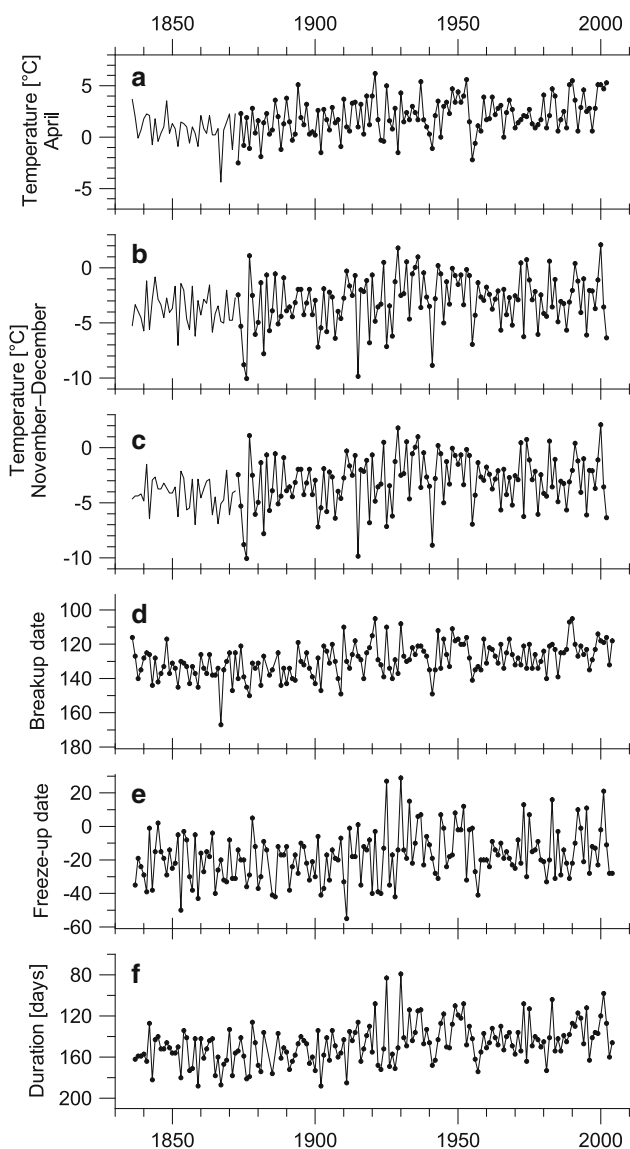 1850 1900 1950 2000
a
Temperature [°C]
April
5
0
-5
b
0
-5
-10
Temperature [°C]
November–December
c
0
-5
-10
d
Breakup date
100
120
140
160
180
e
Freeze-up date
20
0
-20
-40
-60
f
Duration [days]
80
120
160
200
1850 1900 1950 2000